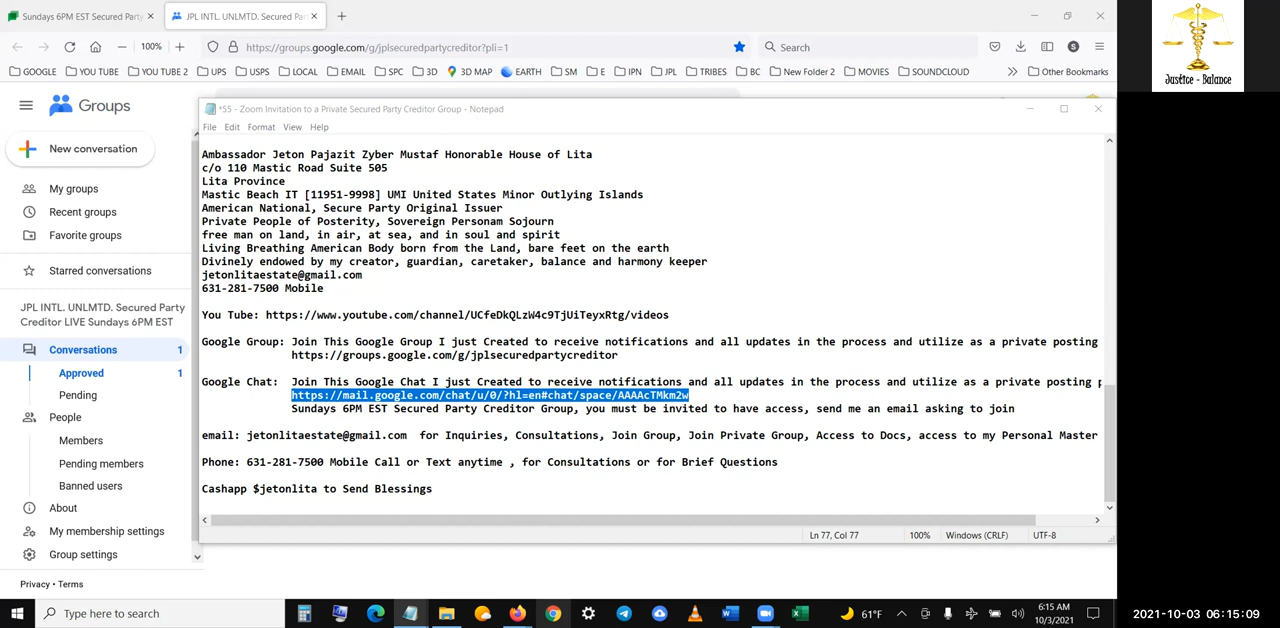 Sundays 6PM EST Secured Party
JPL INTL. UNLMTD. Secured Par
100%
https://groups.google.com/g/jplsecuredpartycreditor?pli=1
Search
GOOGLE YOU TUBE YOU TUBE 2 UPS USPS LOCAL EMAIL SPC 3D 3D MAP EARTH SM E IPN JPL TRIBES BC New Folder 2 MOVIES SOUNDCLOUD Other Bookmarks
Justice - Balance
Groups
New conversation
My groups
Recent groups
Favorite groups
Starred conversations
JPL INTL. UNLMTD. Secured Party
Creditor LIVE Sundays 6PM EST
Conversations 1
Approved 1
Pending
People
Members
Pending members
Banned users
About
My membership settings
Group settings
Privacy • Terms
*55 - Zoom Invitation to a Private Secured Party Creditor Group - Notepad
File Edit Format View Help
Ambassador Jeton Pajazit Zyber Mustaf Honorable House of Lita
c/o 110 Mastic Road Suite 505
Lita Province
Mastic Beach IT [11951-9998] UMI United States Minor Outlying Islands
American National, Secure Party Original Issuer
Private People of Posterity, Sovereign Personam Sojourn
free man on land, in air, at sea, and in soul and spirit
Living Breathing American Body born from the Land, bare feet on the earth
Divinely endowed by my creator, guardian, caretaker, balance and harmony keeper
jetonlitaestate@gmail.com
631-281-7500 Mobile
You Tube: https://www.youtube.com/channel/UCfeDkQLzW4c9TjUiTeyxRtg/videos
Google Group: Join This Google Group I just Created to receive notifications and all updates in the process and utilize as a private posting
https://groups.google.com/g/jplsecuredpartycreditor
Google Chat: Join This Google Chat I just Created to receive notifications and all updates in the process and utilize as a private posting p
https://mail.google.com/chat/u/0/?hl=en#chat/space/AAAAcTMkm2w
Sundays 6PM EST Secured Party Creditor Group, you must be invited to have access, send me an email asking to join
email: jetonlitaestate@gmail.com for Inquiries, Consultations, Join Group, Join Private Group, Access to Docs, access to my Personal Master
Phone: 631-281-7500 Mobile Call or Text anytime , for Consultations or for Brief Questions
Cashapp $jetonlita to Send Blessings
Ln 77, Col 77 100% Windows (CRLF) UTF-8
Type here to search
61°F
6:15 AM
10/3/2021
2021-10-03 06:15:09